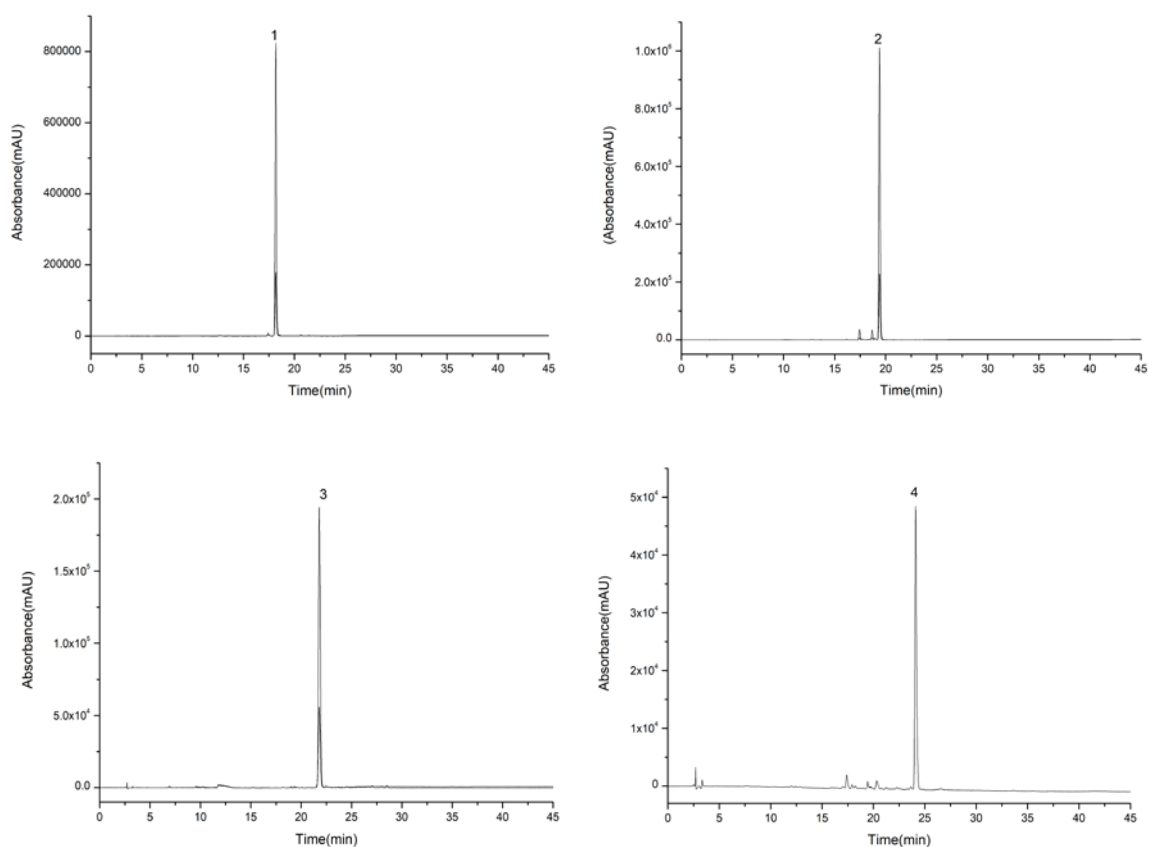 1
800000
600000
400000
200000
0
Absorbance(mAU)
0 5 10 15 20 25 30 35 40 45
Time(min)
2
1.0x10⁶
8.0x10⁵
6.0x10⁵
4.0x10⁵
2.0x10⁵
0.0
(Absorbance(mAU)
0 5 10 15 20 25 30 35 40 45
Time(min)
3
2.0x10⁵
1.5x10⁵
1.0x10⁵
5.0x10⁴
0.0
Absorbance(mAU)
0 5 10 15 20 25 30 35 40 45
Time(min)
4
5x10⁴
4x10⁴
3x10⁴
2x10⁴
1x10⁴
0
Absorbance(mAU)
0 5 10 15 20 25 30 35 40 45
Time(min)